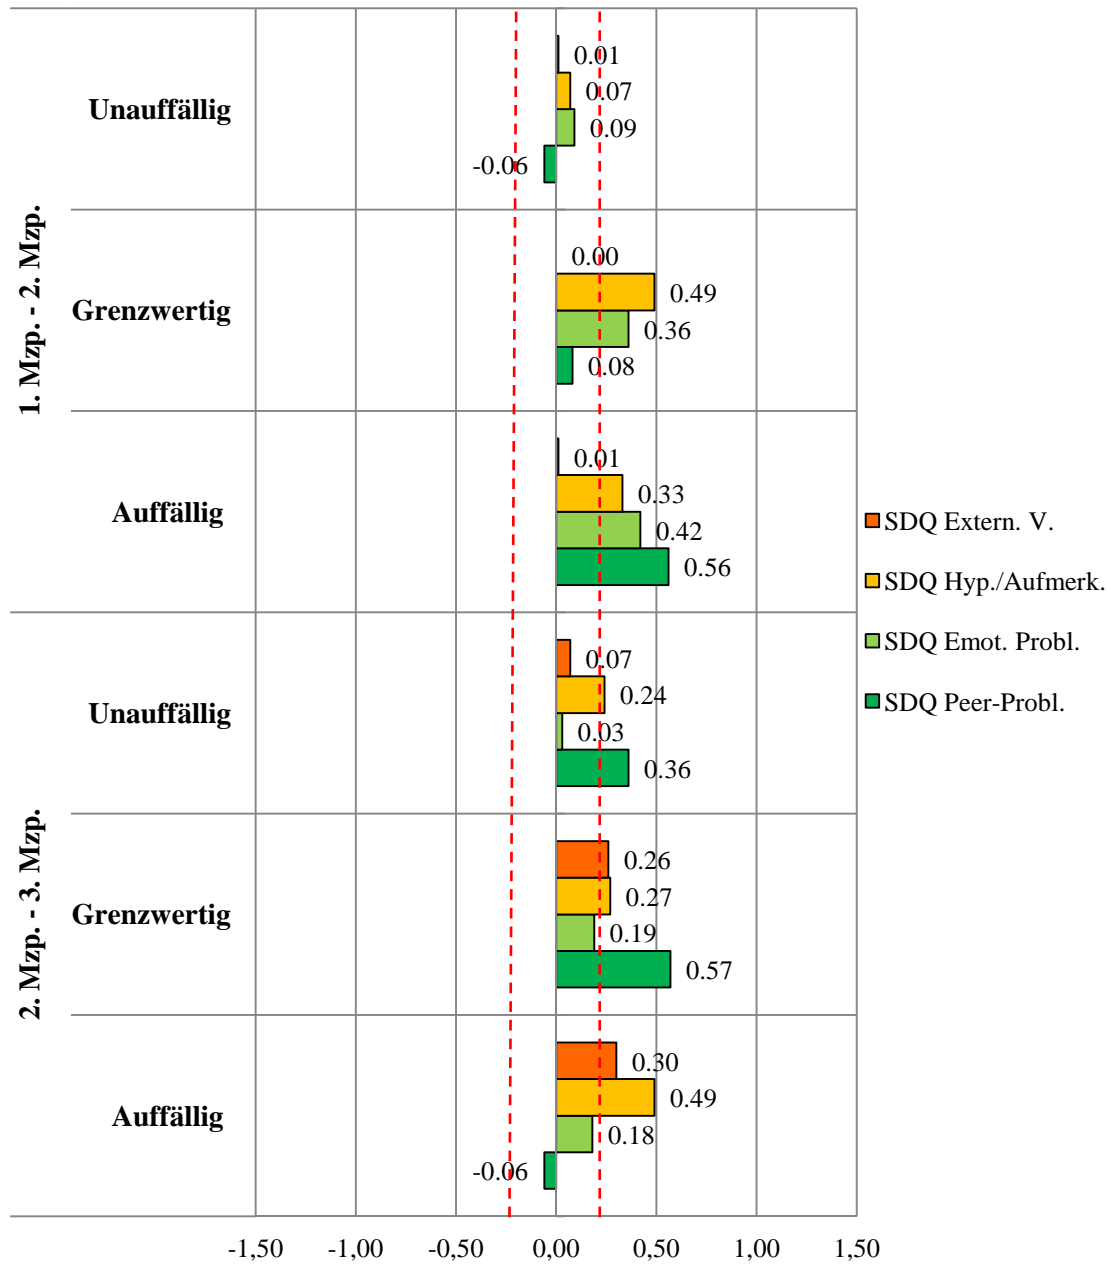 1. Mzp. - 2. Mzp.
Unauffällig
0.01
0.07
0.09
-0.06
Grenzwertig
0.00
0.49
0.36
0.08
Auffällig
0.01
0.33
0.42
0.56
2. Mzp. - 3. Mzp.
Unauffällig
0.07
0.24
0.03
0.36
Grenzwertig
0.26
0.27
0.19
0.57
Auffällig
0.30
0.49
0.18
-0.06
-1,50 -1,00 -0,50 0,00 0,50 1,00 1,50
SDQ Extern. V.
SDQ Hyp./Aufmerk.
SDQ Emot. Probl.
SDQ Peer-Probl.